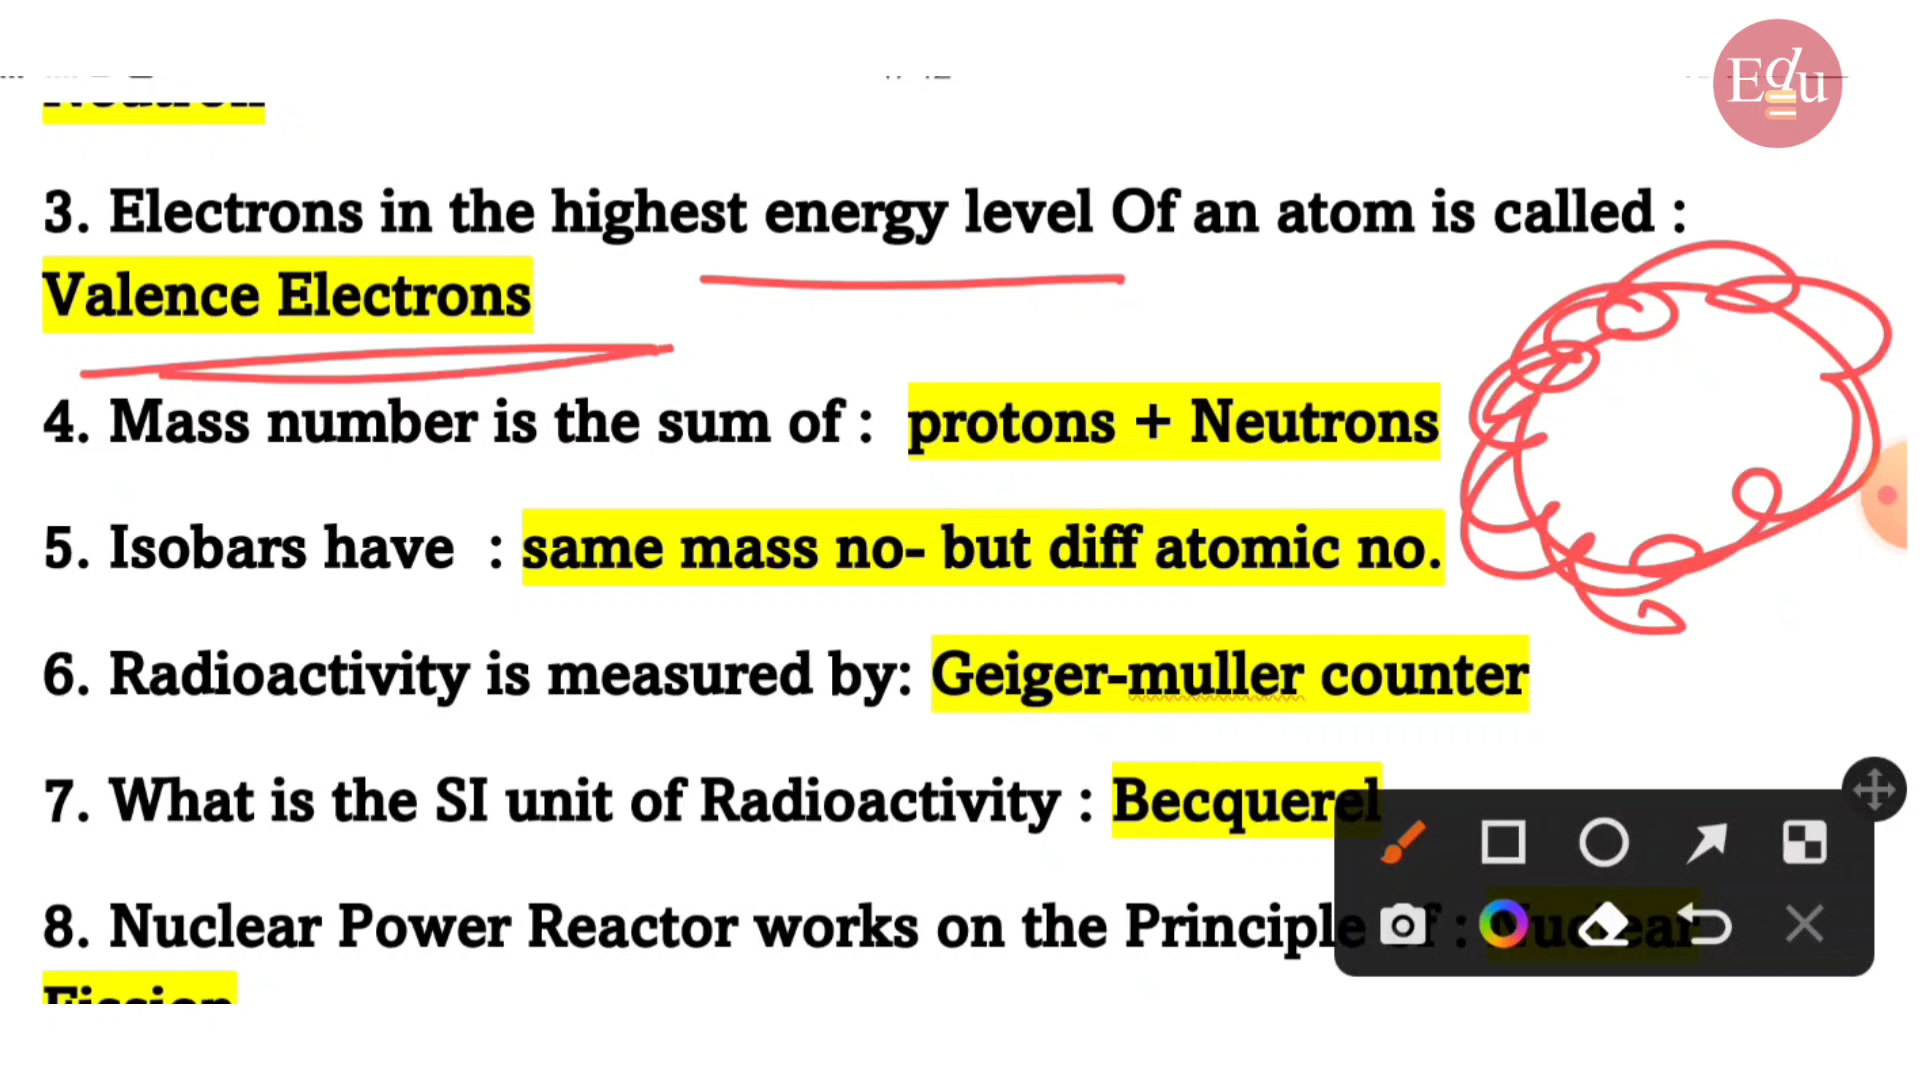 Edu
3. Electrons in the highest energy level Of an atom is called :
Valence Electrons
4. Mass number is the sum of : protons + Neutrons
5. Isobars have : same mass no- but diff atomic no.
6. Radioactivity is measured by: Geiger-muller counter
7. What is the SI unit of Radioactivity : Becquerel
8. Nuclear Power Reactor works on the Principle of : Nuclear
Fission